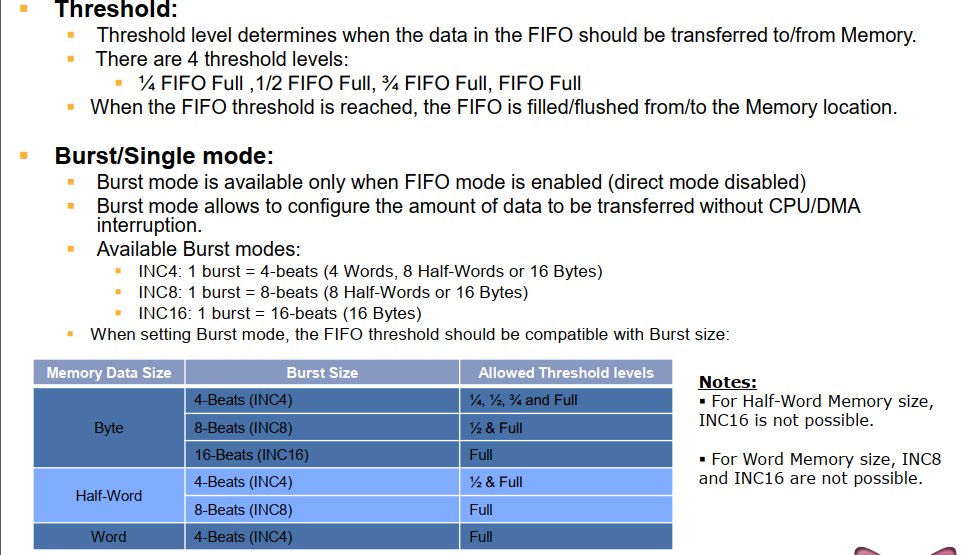 Threshold:
Threshold level determines when the data in the FIFO should be transferred to/from Memory.
There are 4 threshold levels:
¼ FIFO Full ,1/2 FIFO Full, ¾ FIFO Full, FIFO Full
When the FIFO threshold is reached, the FIFO is filled/flushed from/to the Memory location.
Burst/Single mode:
Burst mode is available only when FIFO mode is enabled (direct mode disabled)
Burst mode allows to configure the amount of data to be transferred without CPU/DMA
interruption.
Available Burst modes:
INC4: 1 burst = 4-beats (4 Words, 8 Half-Words or 16 Bytes)
INC8: 1 burst = 8-beats (8 Half-Words or 16 Bytes)
INC16: 1 burst = 16-beats (16 Bytes)
When setting Burst mode, the FIFO threshold should be compatible with Burst size:
Memory Data Size Burst Size Allowed Threshold levels
Byte
4-Beats (INC4) ¼, ½, ¾ and Full
8-Beats (INC8) ½ & Full
16-Beats (INC16) Full
Half-Word
4-Beats (INC4) ½ & Full
8-Beats (INC8) Full
Word 4-Beats (INC4) Full
Notes:
▪ For Half-Word Memory size,
INC16 is not possible.
▪ For Word Memory size, INC8
and INC16 are not possible.